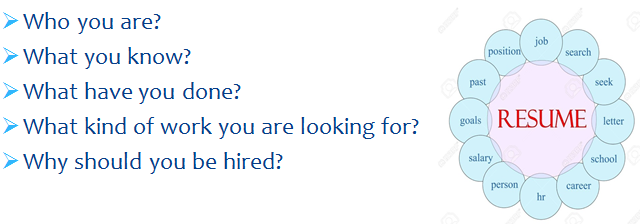 Who you are?
What you know?
What have you done?
What kind of work you are looking for?
Why should you be hired?
RESUME
job
search
seek
letter
school
career
hr
person
salary
goals
past
position